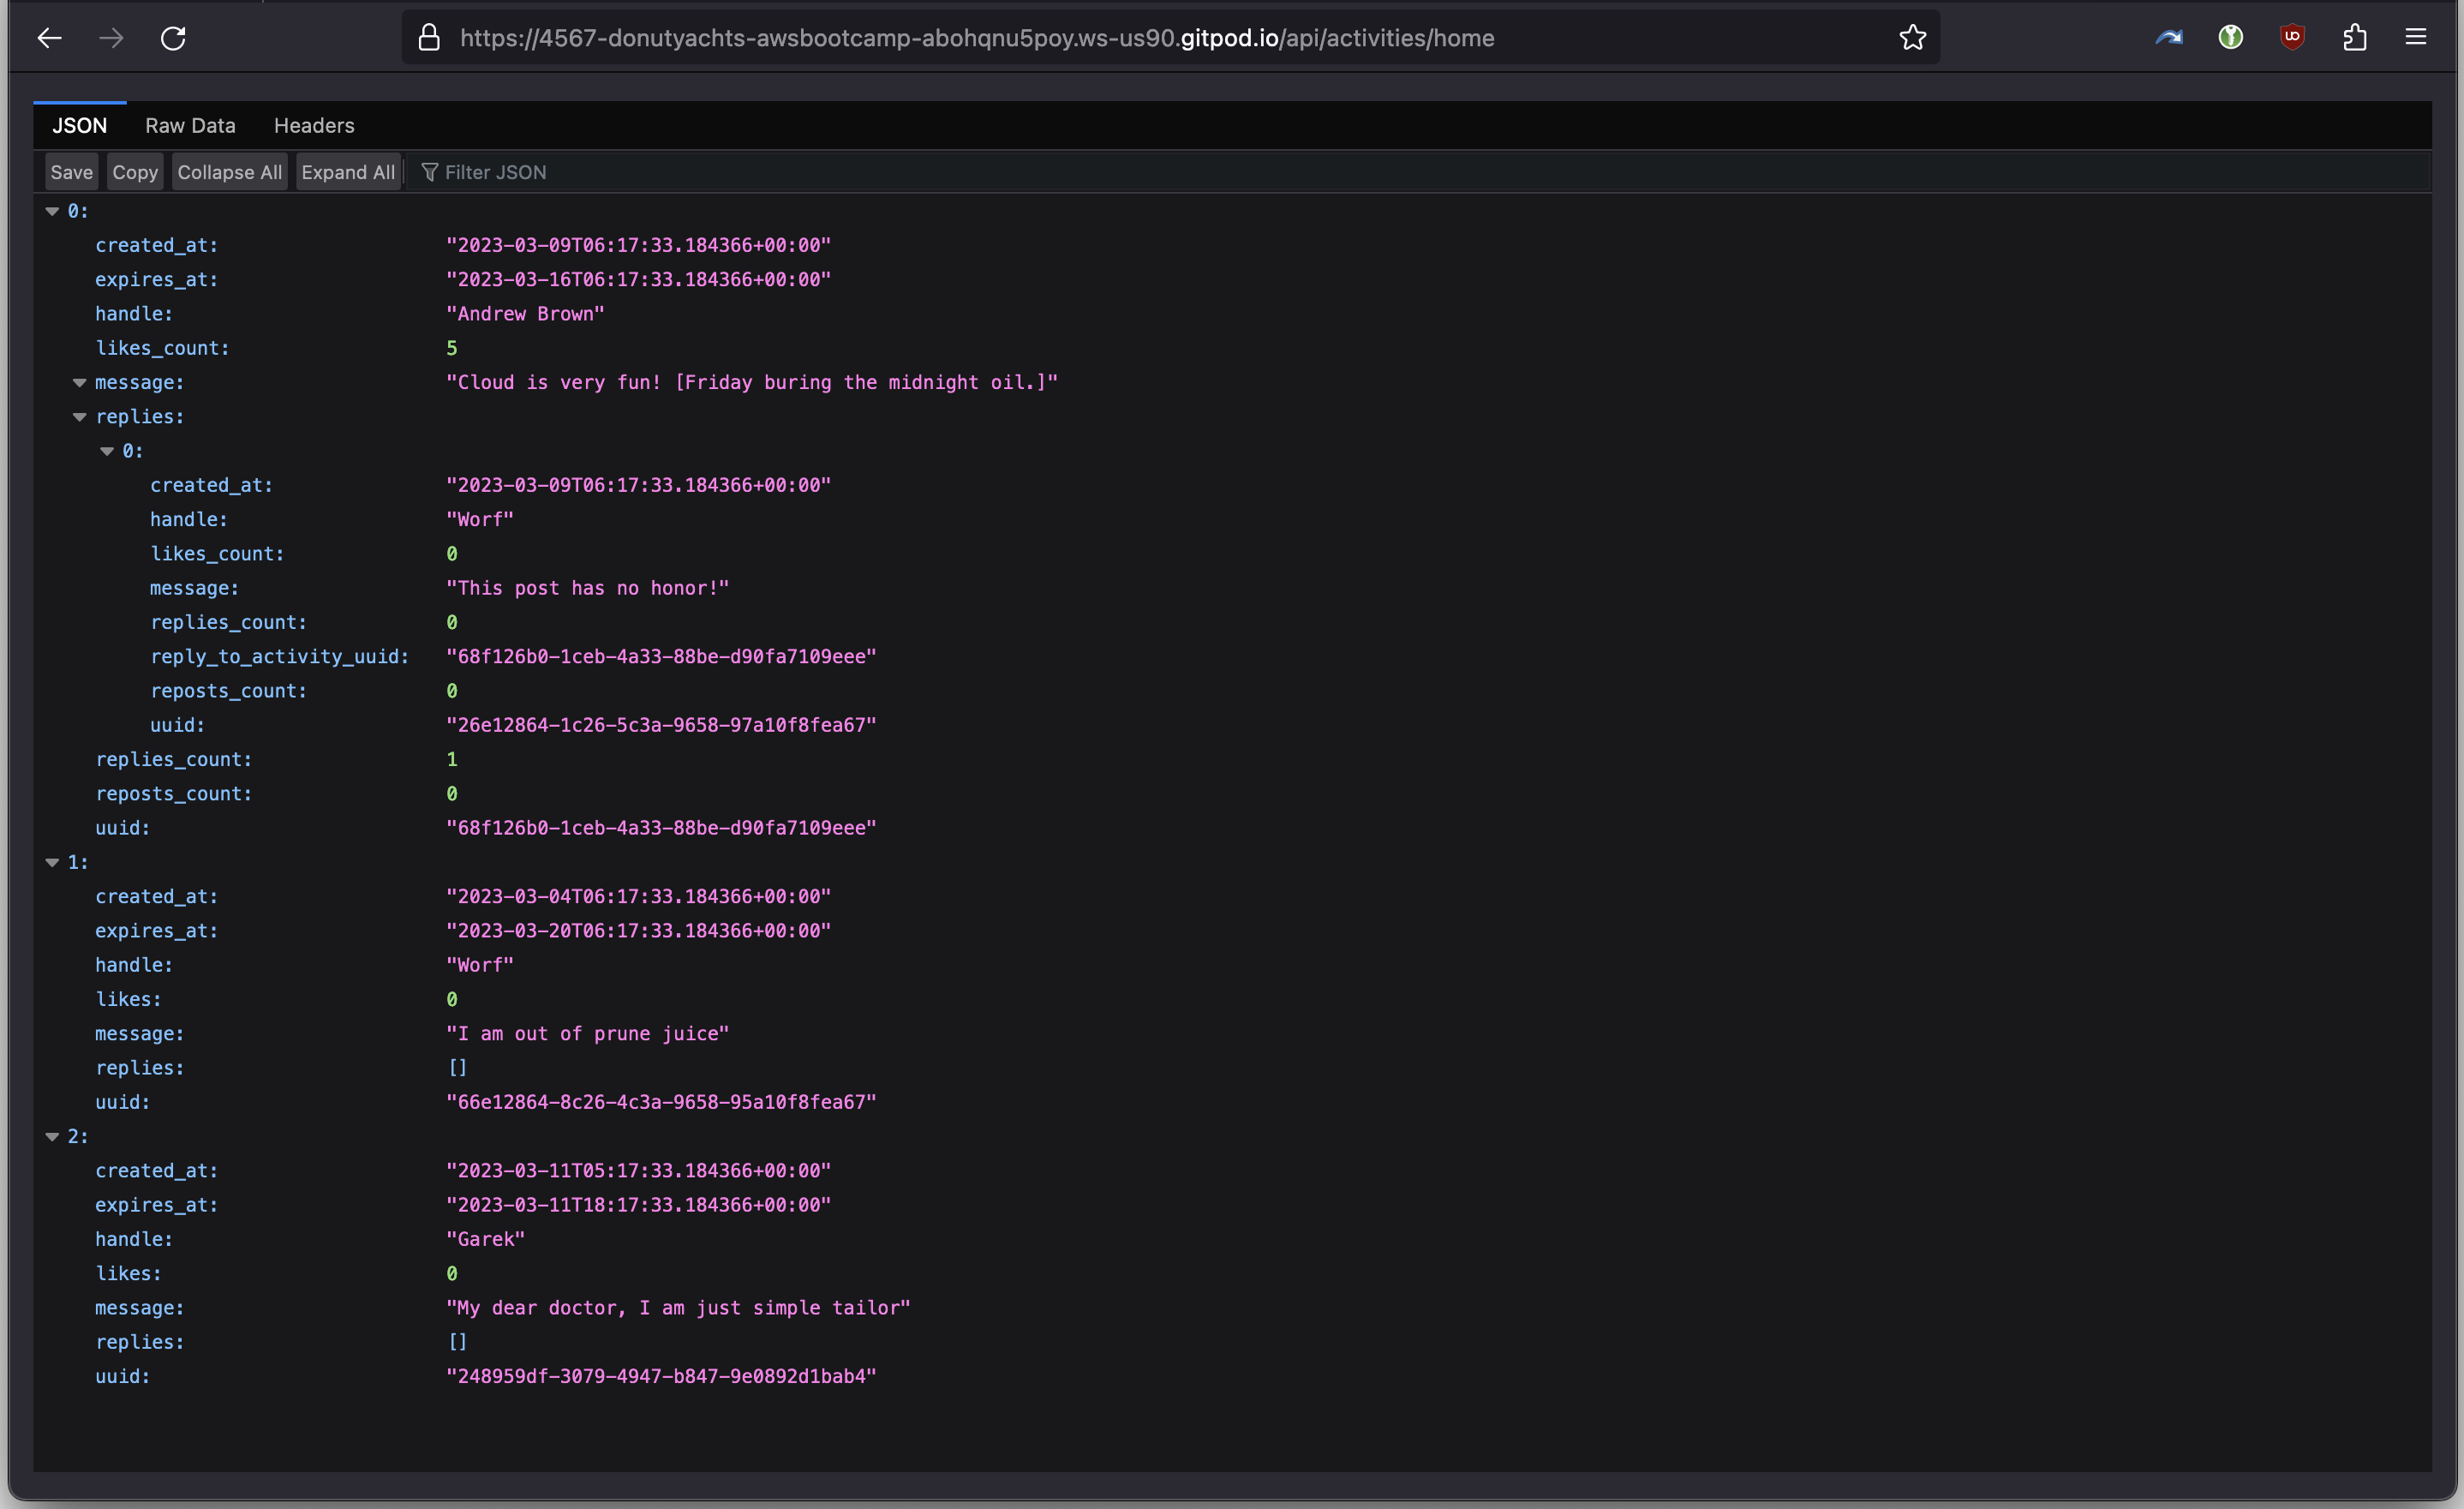 https://4567-donutyachts-awsbootcamp-abohqnu5poy.ws-us90.gitpod.io/api/activities/home
JSON Raw Data Headers
Save Copy Collapse All Expand All Filter JSON
0:
created_at: "2023-03-09T06:17:33.184366+00:00"
expires_at: "2023-03-16T06:17:33.184366+00:00"
handle: "Andrew Brown"
likes_count: 5
message: "Cloud is very fun! [Friday buring the midnight oil.]"
replies:
0:
created_at: "2023-03-09T06:17:33.184366+00:00"
handle: "Worf"
likes_count: 0
message: "This post has no honor!"
replies_count: 0
reply_to_activity_uuid: "68f126b0-1ceb-4a33-88be-d90fa7109eee"
reposts_count: 0
uuid: "26e12864-1c26-5c3a-9658-97a10f8fea67"
replies_count: 1
reposts_count: 0
uuid: "68f126b0-1ceb-4a33-88be-d90fa7109eee"
1:
created_at: "2023-03-04T06:17:33.184366+00:00"
expires_at: "2023-03-20T06:17:33.184366+00:00"
handle: "Worf"
likes: 0
message: "I am out of prune juice"
replies: []
uuid: "66e12864-8c26-4c3a-9658-95a10f8fea67"
2:
created_at: "2023-03-11T05:17:33.184366+00:00"
expires_at: "2023-03-11T18:17:33.184366+00:00"
handle: "Garek"
likes: 0
message: "My dear doctor, I am just simple tailor"
replies: []
uuid: "248959df-3079-4947-b847-9e0892d1bab4"